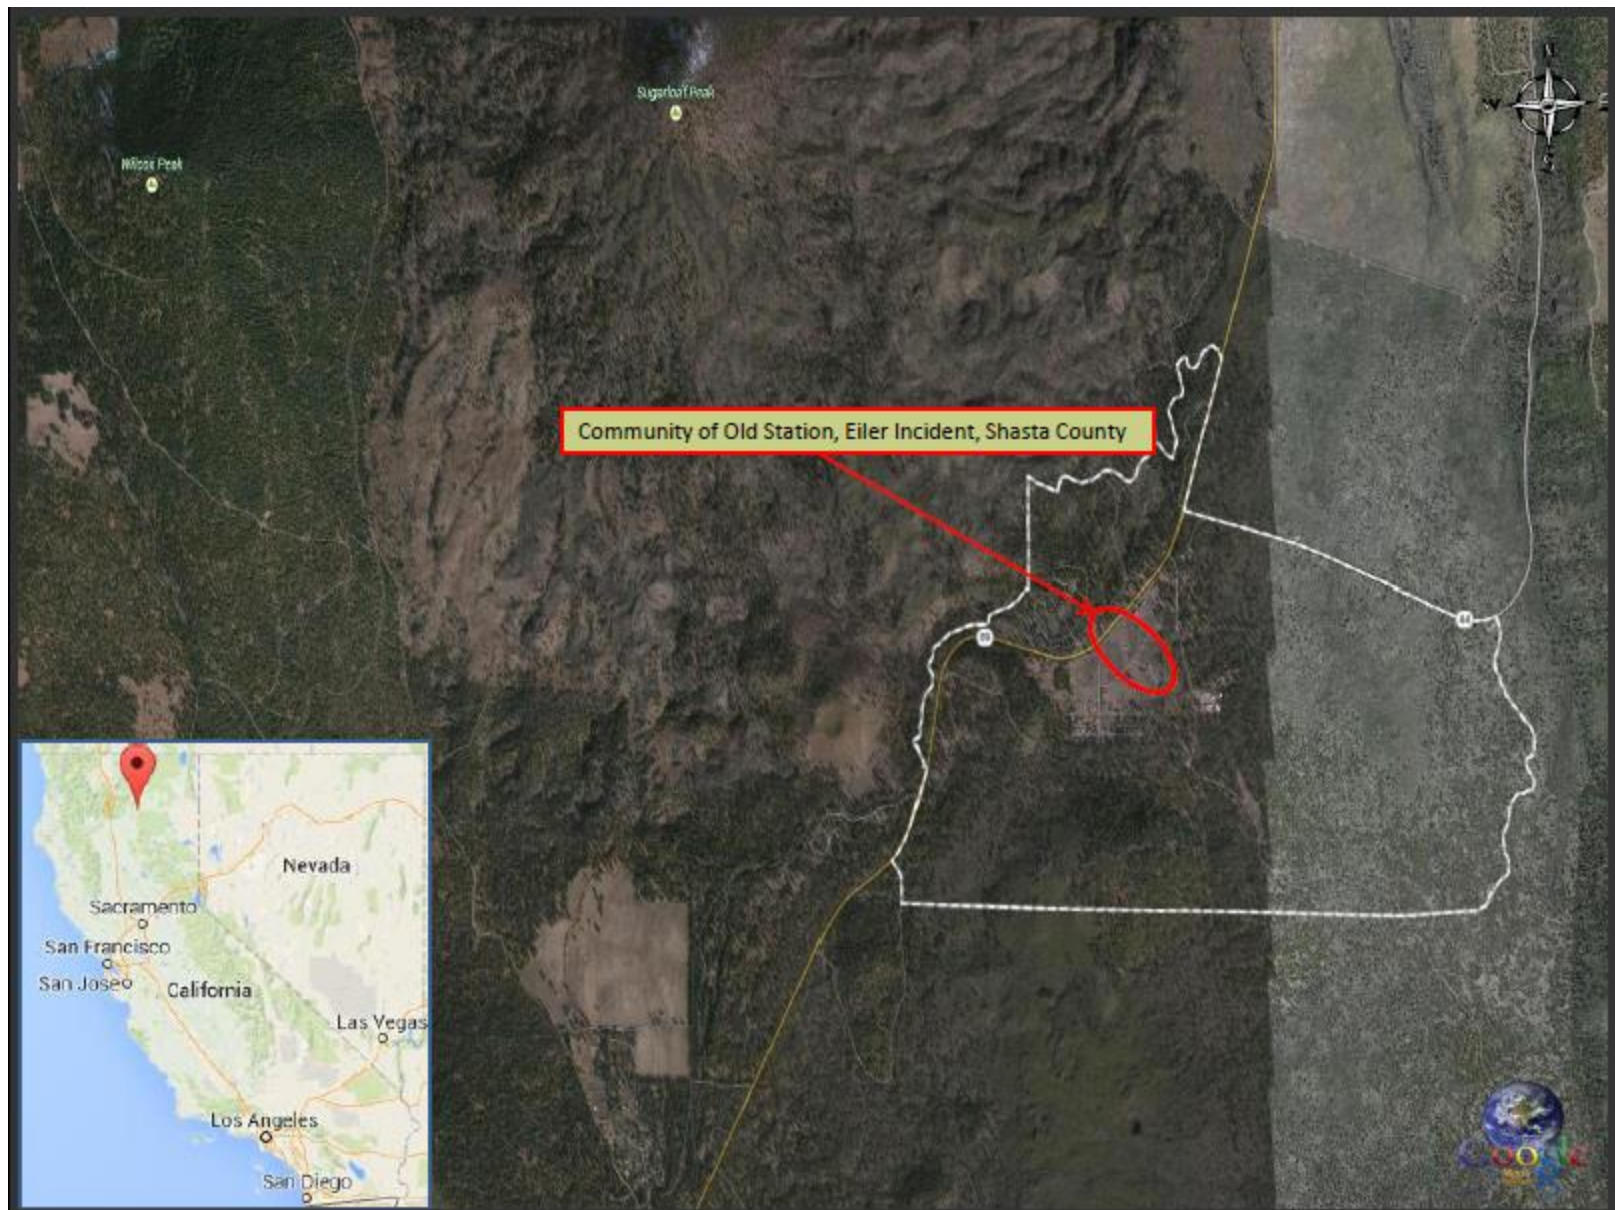 N
W
S
Sugarloaf Peak
Wilcox Peak
Community of Old Station, Eiler Incident, Shasta County
89
44
Nevada
Sacramento
San Francisco
San Jose
California
Las Vegas
Los Angeles
San Diego
Google